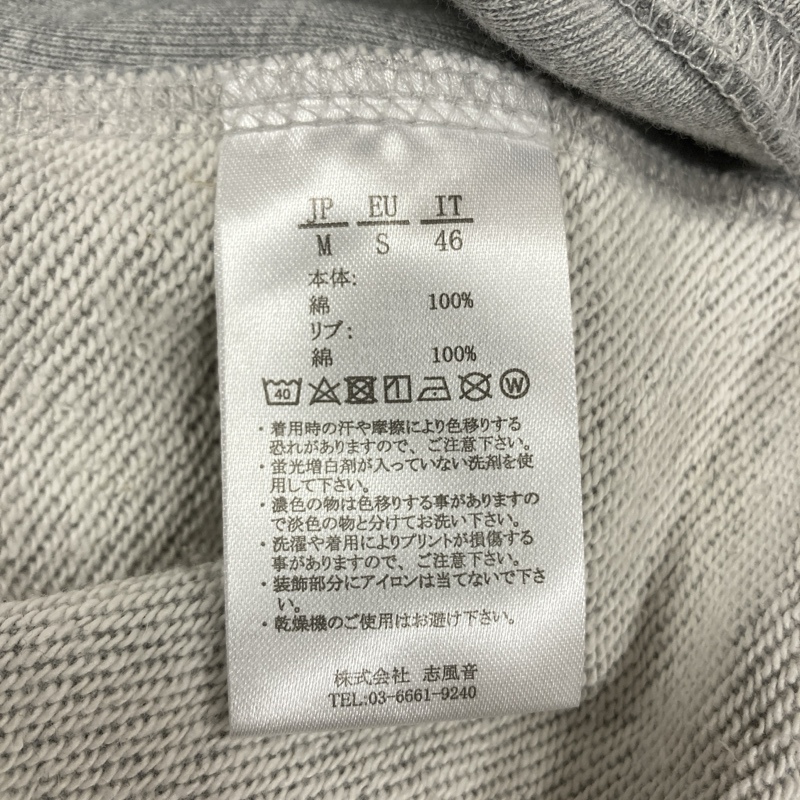 JP EU IT
M S 46
本体:
綿 100%
リブ:
綿 100%
40 W
・着用時の汗や摩擦により色移りする
恐れがありますので、ご注意下さい。
・蛍光増白剤が入っていない洗剤を使
用して下さい。
・濃色の物は色移りする事がありますの
で淡色の物と分けてお洗い下さい。
・洗濯や着用によりプリントが損傷する
事がありますので、ご注意下さい。
・装飾部分にアイロンは当てないで下さ
い。
・乾燥機のご使用はお避け下さい。
株式会社 志風音
TEL:03-6661-9240